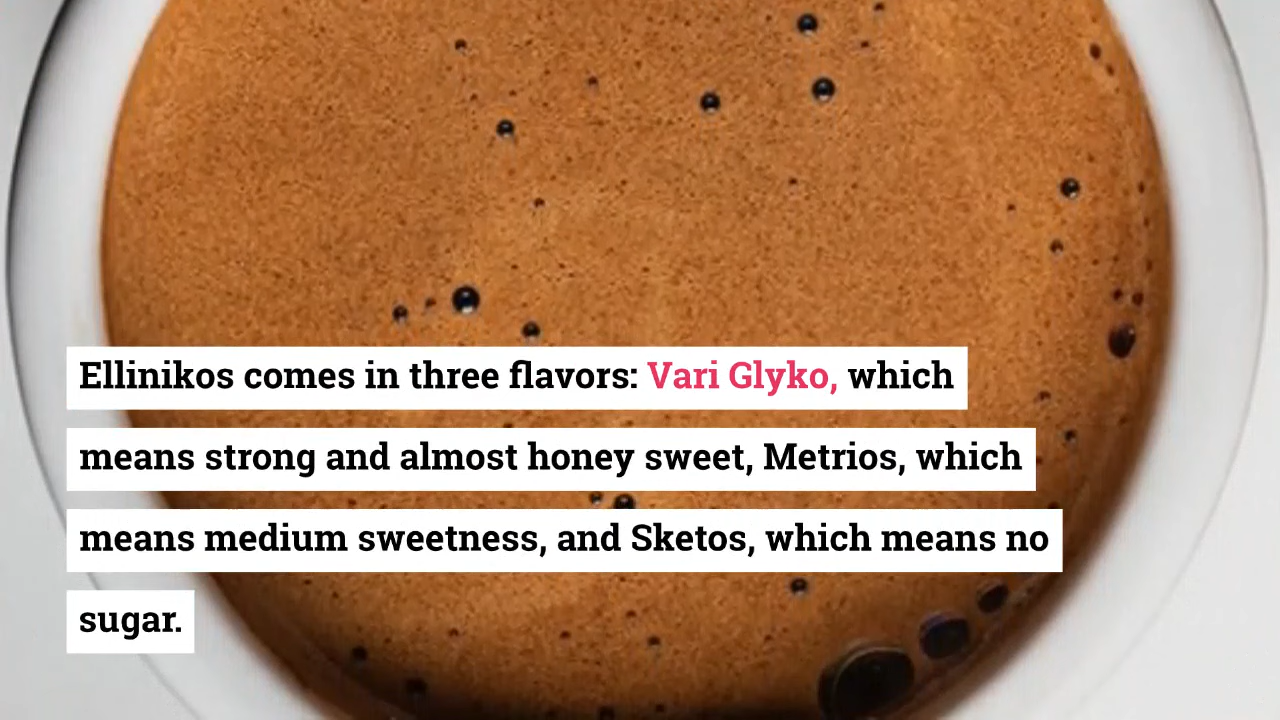 Ellinikos comes in three flavors: Vari Glyko, which
means strong and almost honey sweet, Metrios, which
means medium sweetness, and Sketos, which means no
sugar.